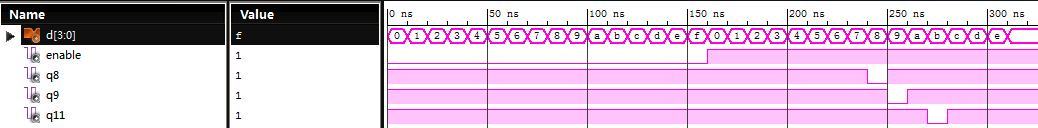 Name Value 0 ns 50 ns 100 ns 150 ns 200 ns 250 ns 300 ns
d[3:0] f 0 1 2 3 4 5 6 7 8 9 a b c d e f 0 1 2 3 4 5 6 7 8 9 a b c d e
enable 1
q8 1
q9 1
q11 1